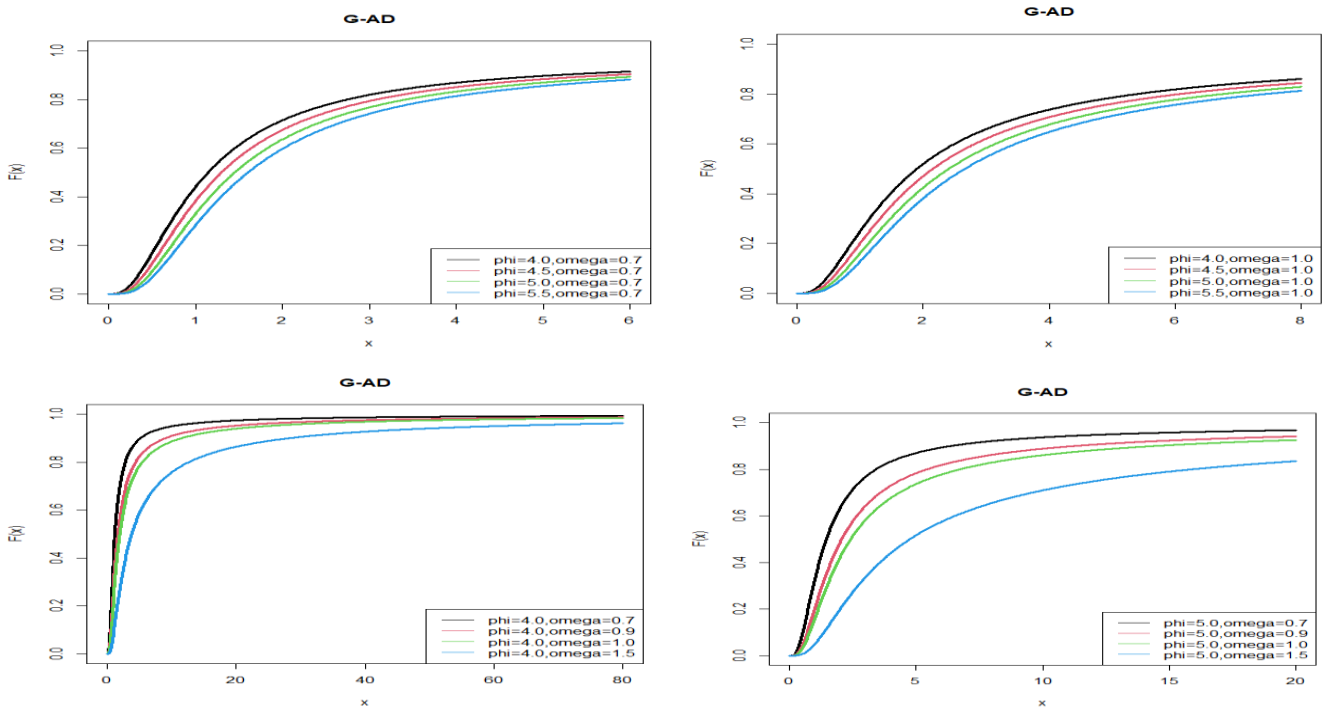 G-AD
1.0
0.8
F(x)
0.4
0.2
0.0
phi=4.0,omega=0.7
phi=4.5,omega=0.7
phi=5.0,omega=0.7
phi=5.5,omega=0.7
0 1 2 3 4 5 6
x
G-AD
1.0
0.8
0.6
F(x)
0.4
0.2
0.0
phi=4.0,omega=1.0
phi=4.5,omega=1.0
phi=5.0,omega=1.0
phi=5.5,omega=1.0
0 2 4 6 8
x
G-AD
1.0
0.8
0.6
F(x)
0.4
0.2
0.0
phi=4.0,omega=0.7
phi=4.0,omega=0.9
phi=4.0,omega=1.0
phi=4.0,omega=1.5
0 20 40 60 80
x
G-AD
1.0
0.8
0.6
F(x)
0.4
0.2
0.0
phi=5.0,omega=0.7
phi=5.0,omega=0.9
phi=5.0,omega=1.0
phi=5.0,omega=1.5
0 5 10 15 20
x